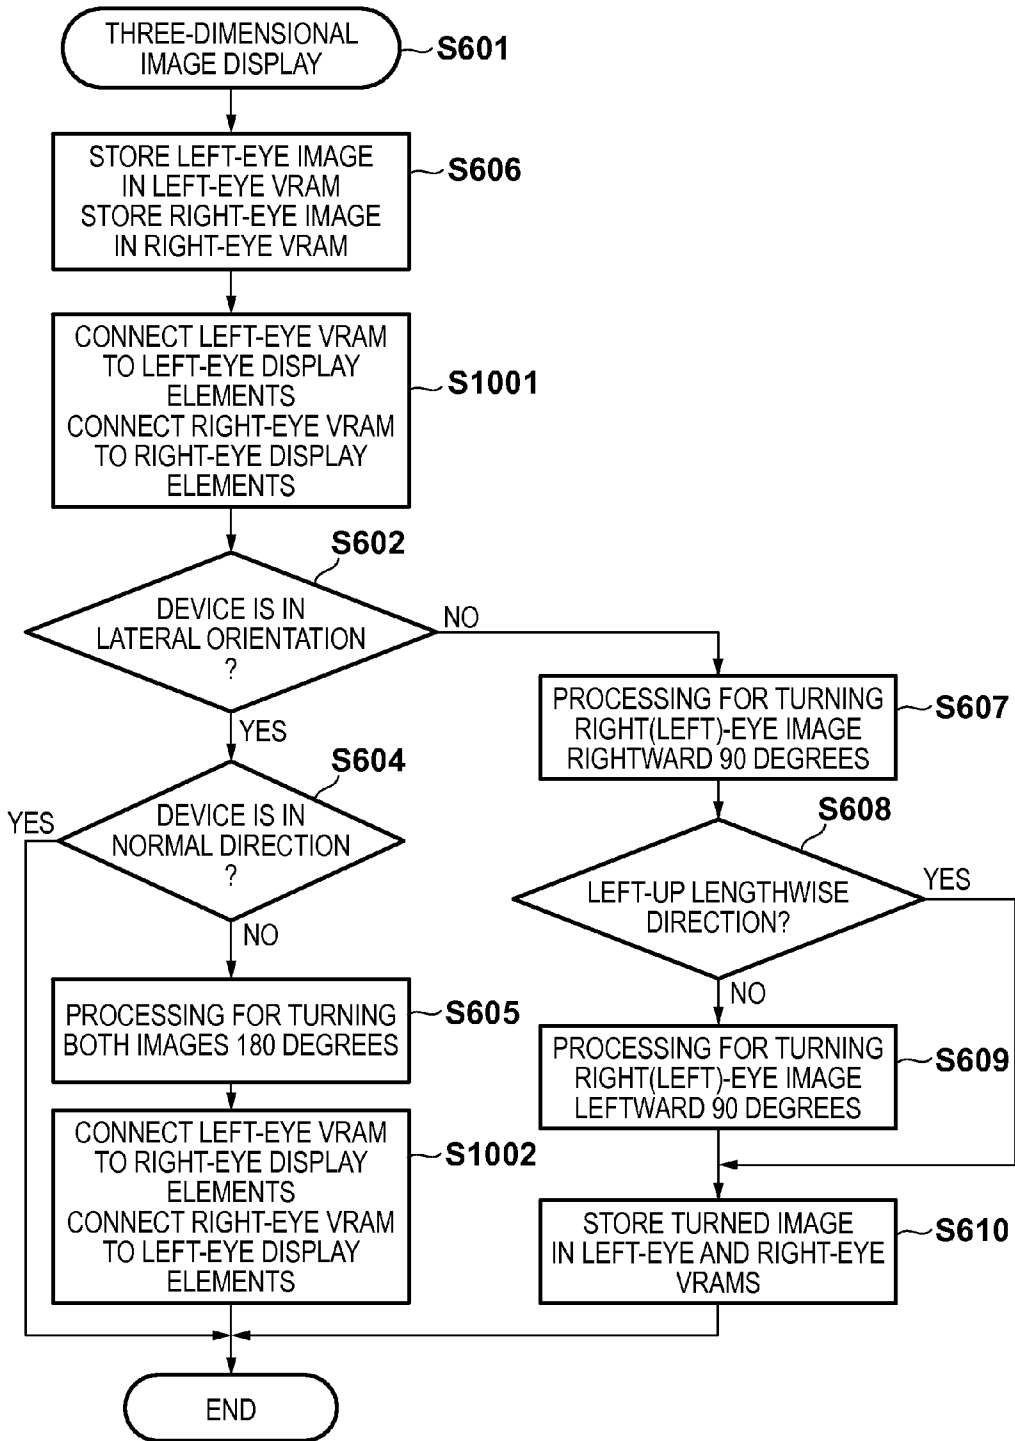 THREE-DIMENSIONAL
IMAGE DISPLAY
S601
STORE LEFT-EYE IMAGE
IN LEFT-EYE VRAM
STORE RIGHT-EYE IMAGE
IN RIGHT-EYE VRAM
S606
CONNECT LEFT-EYE VRAM
TO LEFT-EYE DISPLAY
ELEMENTS
CONNECT RIGHT-EYE VRAM
TO RIGHT-EYE DISPLAY
ELEMENTS
S1001
S602
DEVICE IS IN
LATERAL ORIENTATION
?
NO
YES
S604
DEVICE IS IN
NORMAL DIRECTION
?
YES
NO
PROCESSING FOR TURNING
BOTH IMAGES 180 DEGREES
S605
CONNECT LEFT-EYE VRAM
TO RIGHT-EYE DISPLAY
ELEMENTS
CONNECT RIGHT-EYE VRAM
TO LEFT-EYE DISPLAY
ELEMENTS
S1002
PROCESSING FOR TURNING
RIGHT(LEFT)-EYE IMAGE
RIGHTWARD 90 DEGREES
S607
S608
LEFT-UP LENGTHWISE
DIRECTION?
YES
NO
PROCESSING FOR TURNING
RIGHT(LEFT)-EYE IMAGE
LEFTWARD 90 DEGREES
S609
STORE TURNED IMAGE
IN LEFT-EYE AND RIGHT-EYE
VRAMS
S610
END